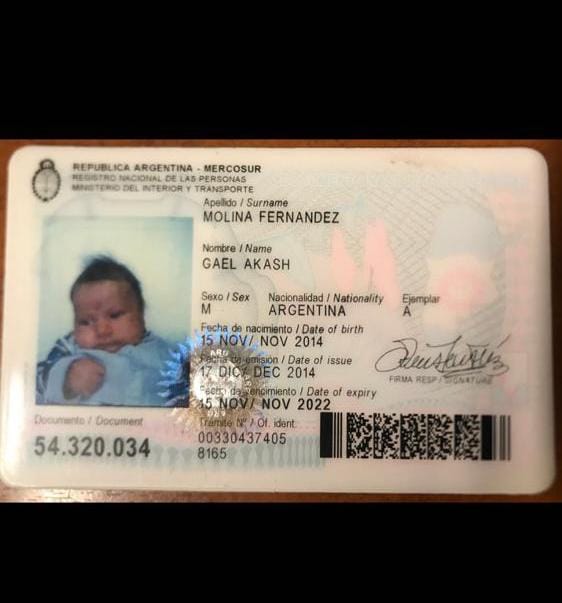 REPUBLICA ARGENTINA - MERCOSUR
REGISTRO NACIONAL DE LAS PERSONAS
MINISTERIO DEL INTERIOR Y TRANSPORTE
Apellido / Surname
MOLINA FERNANDEZ
Nombre / Name
GAEL AKASH
Sexo / Sex Nacionalidad / Nationality Ejemplar
M ARGENTINA A
Fecha de nacimiento / Date of birth
15 NOV/ NOV 2014
Fecha de emisión / Date of issue
17 DIC/ DEC 2014
FIRMA RESP / SIGNATURE
Fecha de vencimiento / Date of expiry
15 NOV/ NOV 2022
Documento / Document
54.320.034
Tramite Nº / Of. ident.
00330437405
8165